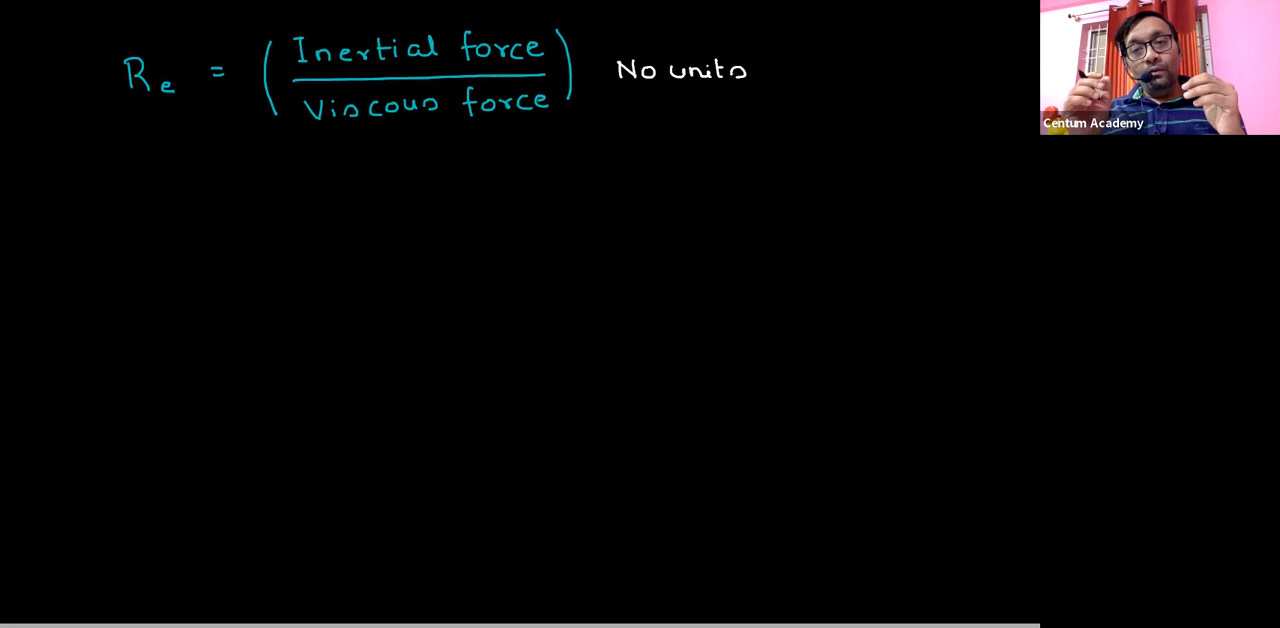 Re = (Inertial force / Viscous force) No units
Centum Academy